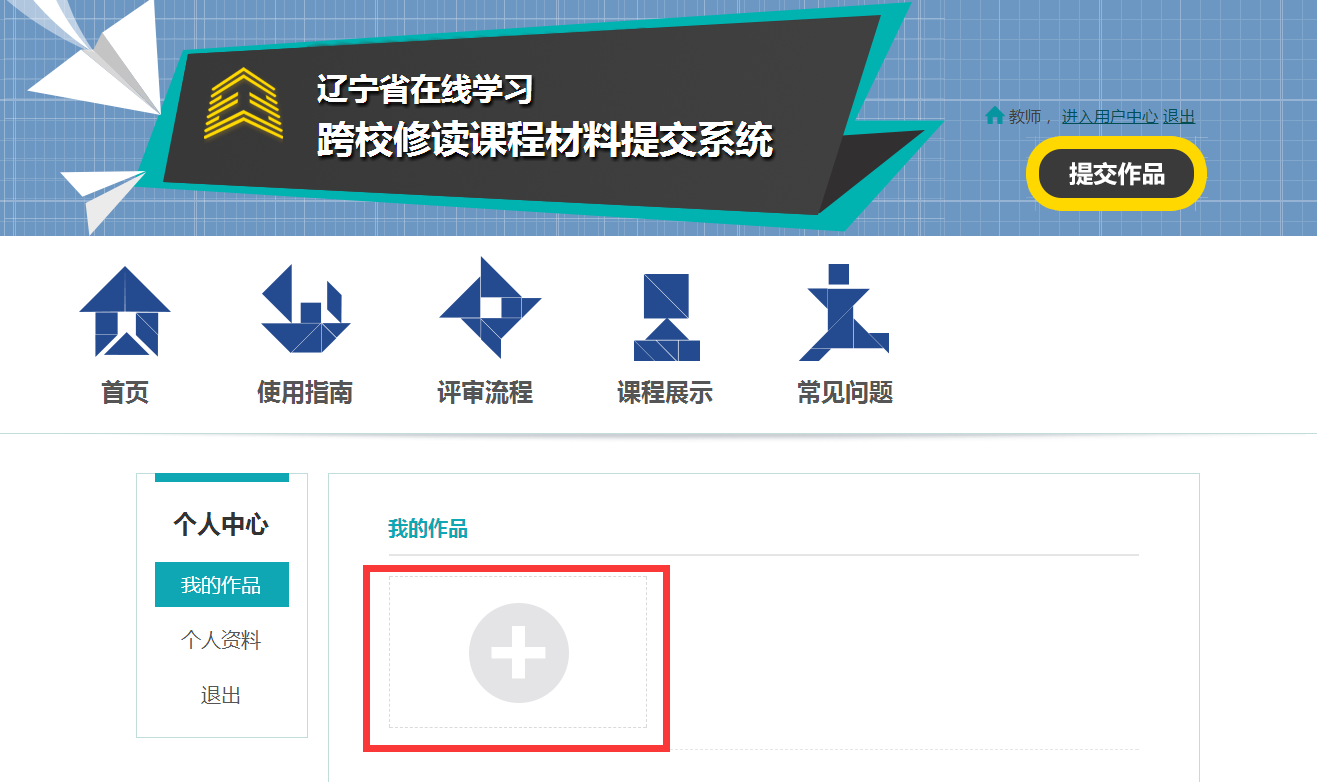 辽宁省在线学习
跨校修读课程材料提交系统
教师， 进入用户中心 退出
提交作品
首页
使用指南
评审流程
课程展示
常见问题
个人中心
我的作品
个人资料
退出
我的作品